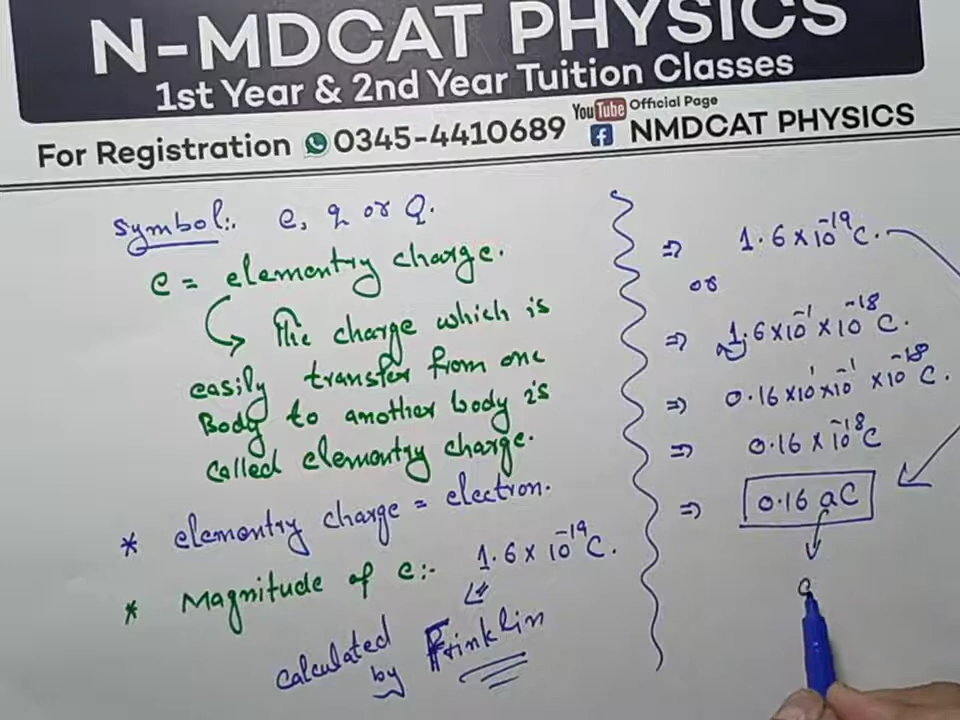 N-MDCAT PHYSICS
1st Year & 2nd Year Tuition Classes
For Registration 0345-4410689 YouTube Official Page
NMDCAT PHYSICS
Symbol:. e, q or Q.
e = elementry charge.
The charge which is
easily transfer from one
Body to another body is
called elementry charge.
* elementry charge = electron.
* Magnitude of e:- 1.6 x 10⁻¹⁹ C.
calculated
by Frinklin
⇒ 1.6 x 10⁻¹⁹ C.
or
⇒ 1.6 x 10⁻¹ x 10⁻¹⁸ C.
⇒ 0.16 x 10¹ x 10⁻¹ x 10⁻¹⁸ C.
⇒ 0.16 x 10⁻¹⁸ C
⇒ 0.16 aC
a